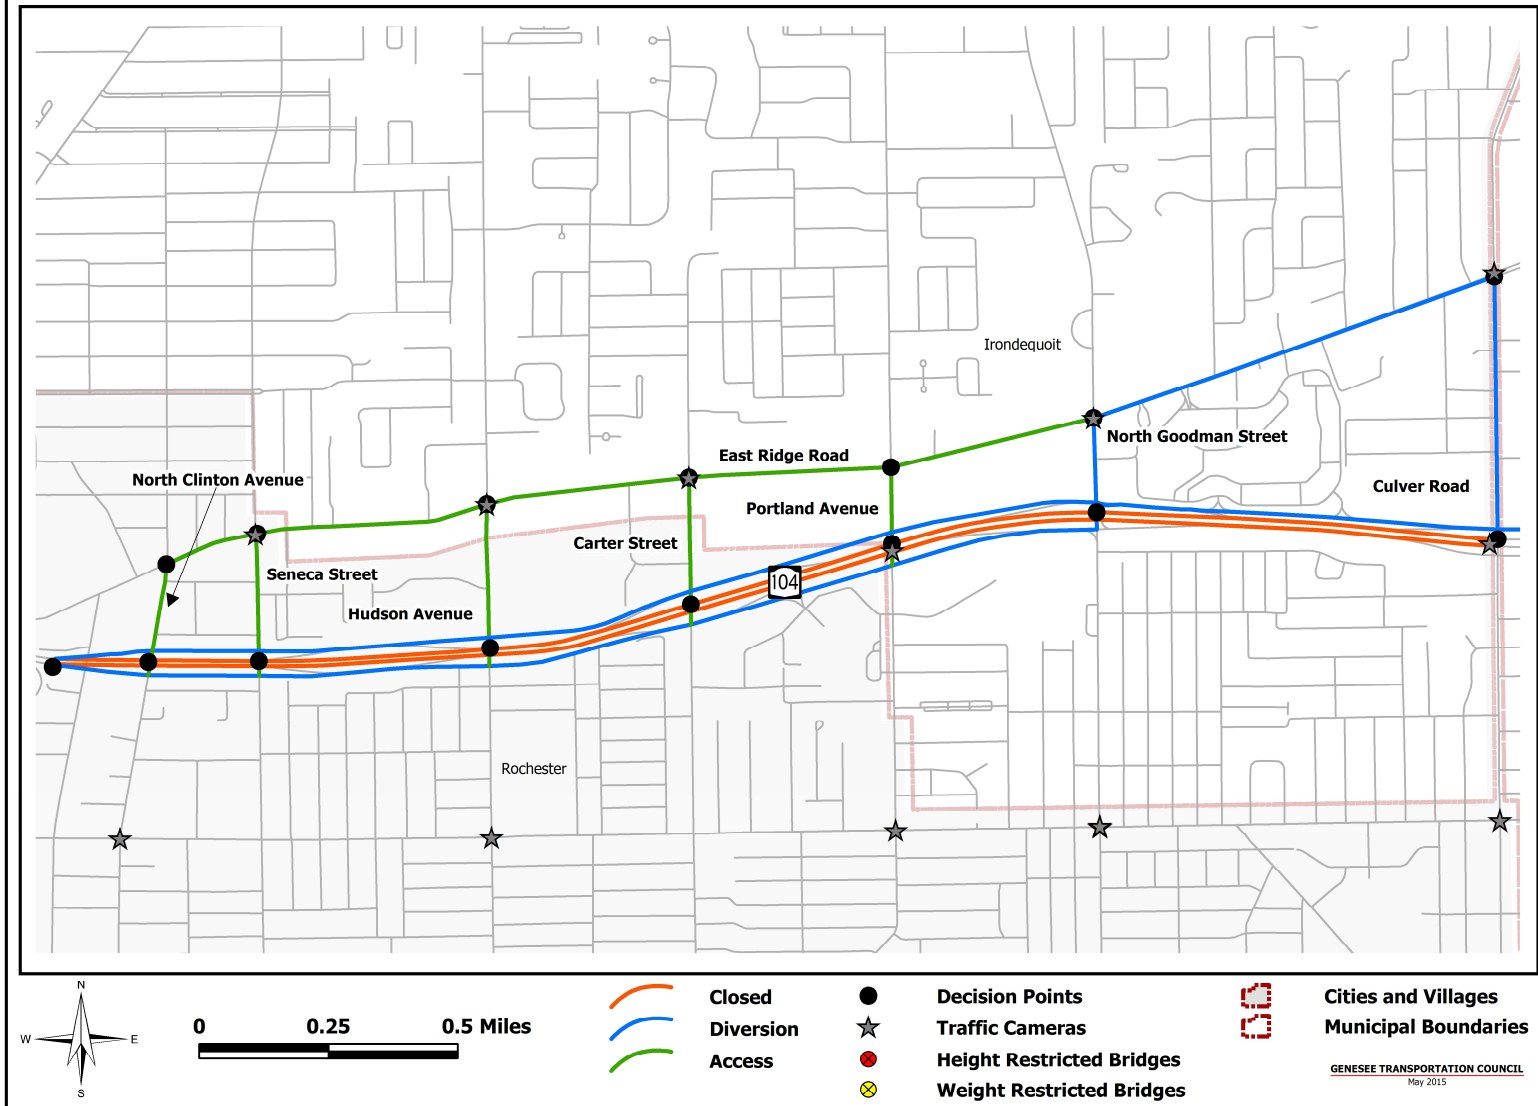 Irondequoit
North Goodman Street
East Ridge Road
North Clinton Avenue
Culver Road
Portland Avenue
Carter Street
Seneca Street
104
Hudson Avenue
Rochester
N
W
E
S
0
0.25
0.5 Miles
Closed
Diversion
Access
Decision Points
Traffic Cameras
Height Restricted Bridges
Weight Restricted Bridges
Cities and Villages
Municipal Boundaries
GENESEE TRANSPORTATION COUNCIL
May 2015